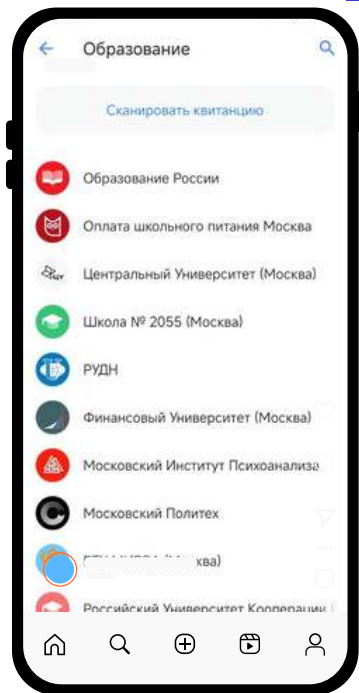 Образование
Сканировать квитанцию
Образование России
Оплата школьного питания Москва
Центральный Университет (Москва)
Школа № 2055 (Москва)
РУДН
Финансовый Университет (Москва)
Московский Институт Психоанализа
Московский Политех
Российский Университет Кооперации